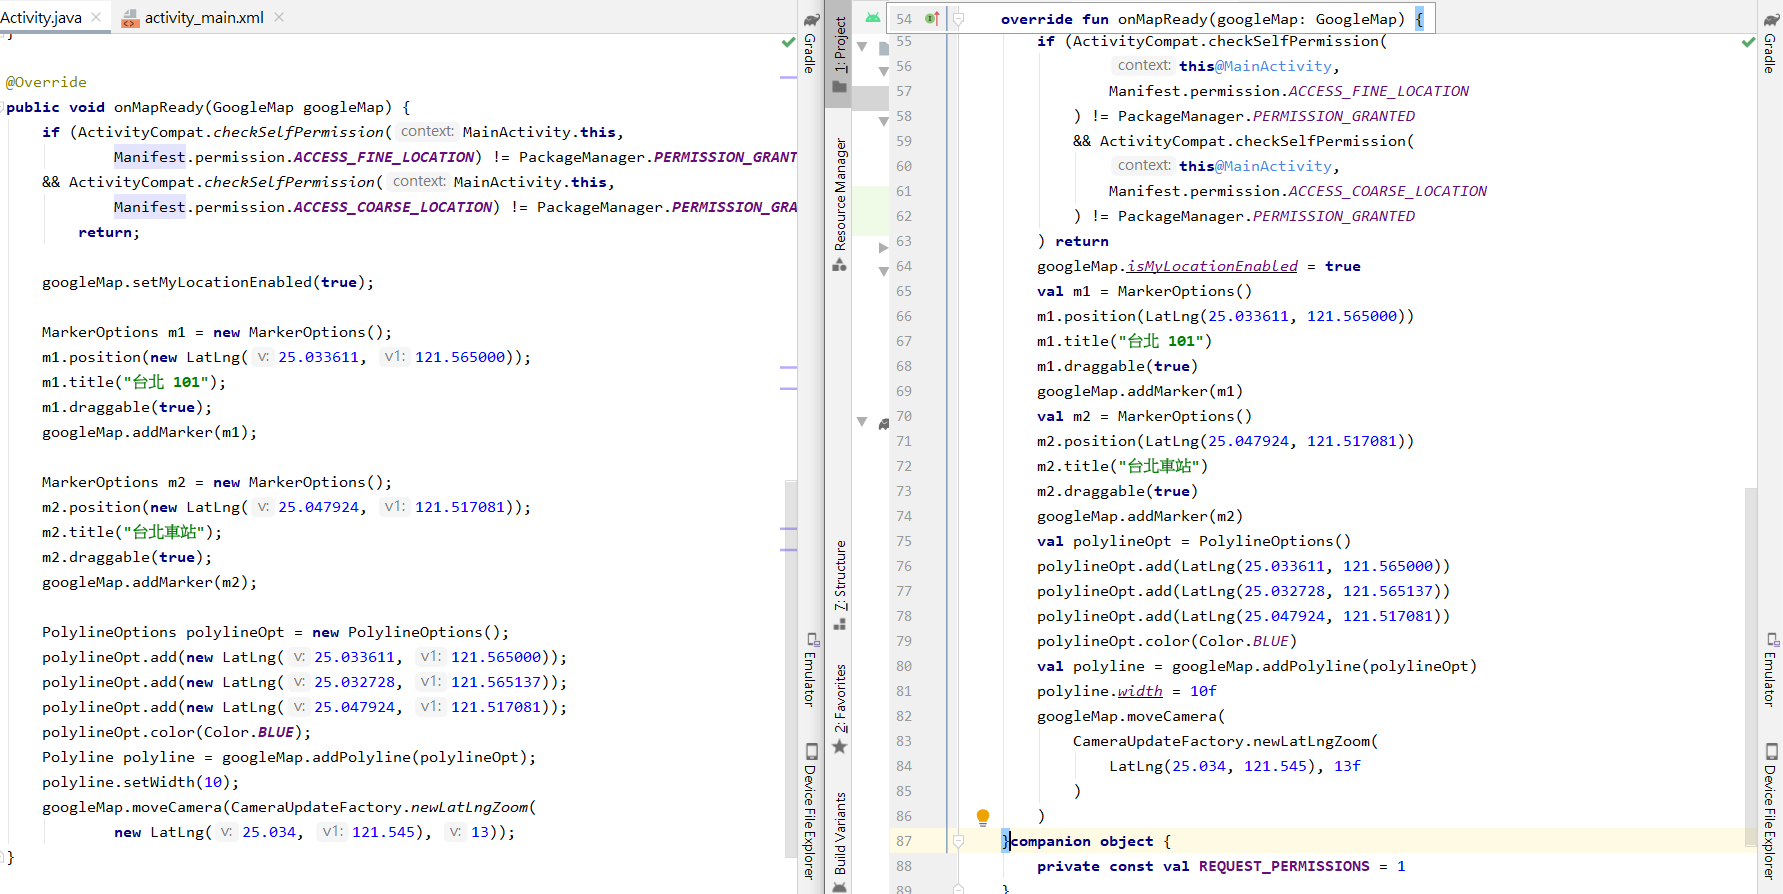 Activity.java
activity_main.xml
}
@Override
public void onMapReady(GoogleMap googleMap) {
if (ActivityCompat.checkSelfPermission( context: MainActivity.this,
Manifest.permission.ACCESS_FINE_LOCATION) != PackageManager.PERMISSION_GRANT
&& ActivityCompat.checkSelfPermission( context: MainActivity.this,
Manifest.permission.ACCESS_COARSE_LOCATION) != PackageManager.PERMISSION_GRA
return;
googleMap.setMyLocationEnabled(true);
MarkerOptions m1 = new MarkerOptions();
m1.position(new LatLng( v: 25.033611, v1: 121.565000));
m1.title("台北 101");
m1.draggable(true);
googleMap.addMarker(m1);
MarkerOptions m2 = new MarkerOptions();
m2.position(new LatLng( v: 25.047924, v1: 121.517081));
m2.title("台北車站");
m2.draggable(true);
googleMap.addMarker(m2);
PolylineOptions polylineOpt = new PolylineOptions();
polylineOpt.add(new LatLng( v: 25.033611, v1: 121.565000));
polylineOpt.add(new LatLng( v: 25.032728, v1: 121.565137));
polylineOpt.add(new LatLng( v: 25.047924, v1: 121.517081));
polylineOpt.color(Color.BLUE);
Polyline polyline = googleMap.addPolyline(polylineOpt);
polyline.setWidth(10);
googleMap.moveCamera(CameraUpdateFactory.newLatLngZoom(
new LatLng( v: 25.034, v1: 121.545), v: 13));
}
Gradle
Emulator
Device File Explorer
1: Project
Resource Manager
7: Structure
2: Favorites
Build Variants
54 override fun onMapReady(googleMap: GoogleMap) {
55 if (ActivityCompat.checkSelfPermission(
56 context: this@MainActivity,
57 Manifest.permission.ACCESS_FINE_LOCATION
58 ) != PackageManager.PERMISSION_GRANTED
59 && ActivityCompat.checkSelfPermission(
60 context: this@MainActivity,
61 Manifest.permission.ACCESS_COARSE_LOCATION
62 ) != PackageManager.PERMISSION_GRANTED
63 ) return
64 googleMap.isMyLocationEnabled = true
65 val m1 = MarkerOptions()
66 m1.position(LatLng(25.033611, 121.565000))
67 m1.title("台北 101")
68 m1.draggable(true)
69 googleMap.addMarker(m1)
70 val m2 = MarkerOptions()
71 m2.position(LatLng(25.047924, 121.517081))
72 m2.title("台北車站")
73 m2.draggable(true)
74 googleMap.addMarker(m2)
75 val polylineOpt = PolylineOptions()
76 polylineOpt.add(LatLng(25.033611, 121.565000))
77 polylineOpt.add(LatLng(25.032728, 121.565137))
78 polylineOpt.add(LatLng(25.047924, 121.517081))
79 polylineOpt.color(Color.BLUE)
80 val polyline = googleMap.addPolyline(polylineOpt)
81 polyline.width = 10f
82 googleMap.moveCamera(
83 CameraUpdateFactory.newLatLngZoom(
84 LatLng(25.034, 121.545), 13f
85 )
86 )
87 }companion object {
88 private const val REQUEST_PERMISSIONS = 1
89 }
Gradle
Emulator
Device File Explorer